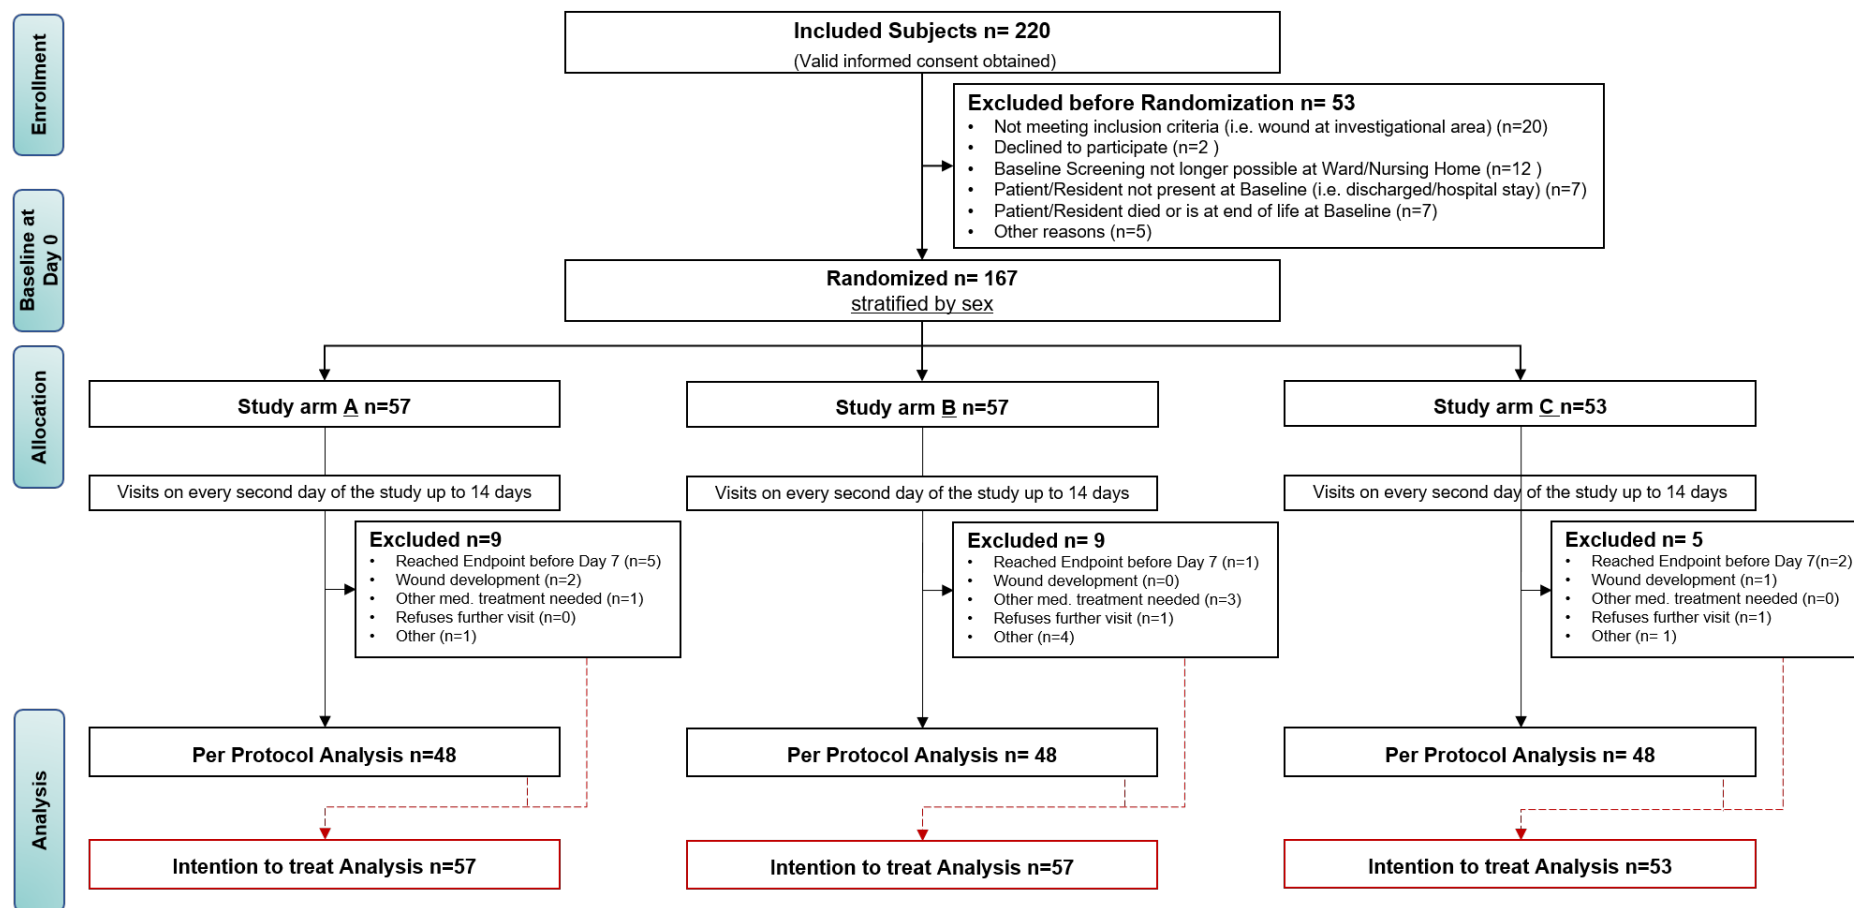 Enrollment
Included Subjects n= 220
(Valid informed consent obtained)
Excluded before Randomization n= 53
• Not meeting inclusion criteria (i.e. wound at investigational area) (n=20)
• Declined to participate (n=2 )
• Baseline Screening not longer possible at Ward/Nursing Home (n=12 )
• Patient/Resident not present at Baseline (i.e. discharged/hospital stay) (n=7)
• Patient/Resident died or is at end of life at Baseline (n=7)
• Other reasons (n=5)
Baseline at
Day 0
Randomized n= 167
stratified by sex
Allocation
Study arm A n=57
Study arm B n=57
Study arm C n=53
Visits on every second day of the study up to 14 days
Visits on every second day of the study up to 14 days
Visits on every second day of the study up to 14 days
Excluded n=9
• Reached Endpoint before Day 7 (n=5)
• Wound development (n=2)
• Other med. treatment needed (n=1)
• Refuses further visit (n=0)
• Other (n=1)
Excluded n= 9
• Reached Endpoint before Day 7 (n=1)
• Wound development (n=0)
• Other med. treatment needed (n=3)
• Refuses further visit (n=1)
• Other (n=4)
Excluded n= 5
• Reached Endpoint before Day 7(n=2)
• Wound development (n=1)
• Other med. treatment needed (n=0)
• Refuses further visit (n=1)
• Other (n= 1)
Analysis
Per Protocol Analysis n=48
Per Protocol Analysis n= 48
Per Protocol Analysis n= 48
Intention to treat Analysis n=57
Intention to treat Analysis n=57
Intention to treat Analysis n=53